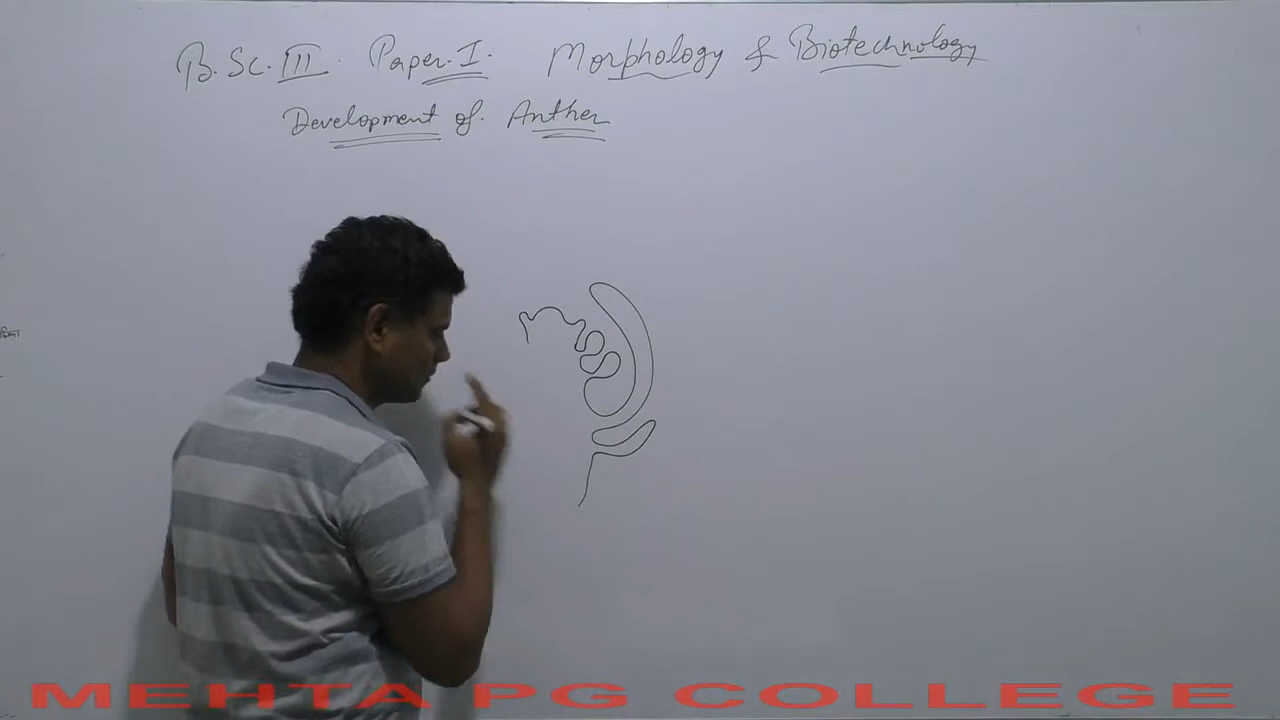 B.Sc. III. Paper. I. Morphology & Biotechnology
Development of. Anther
MEHTA PG COLLEGE